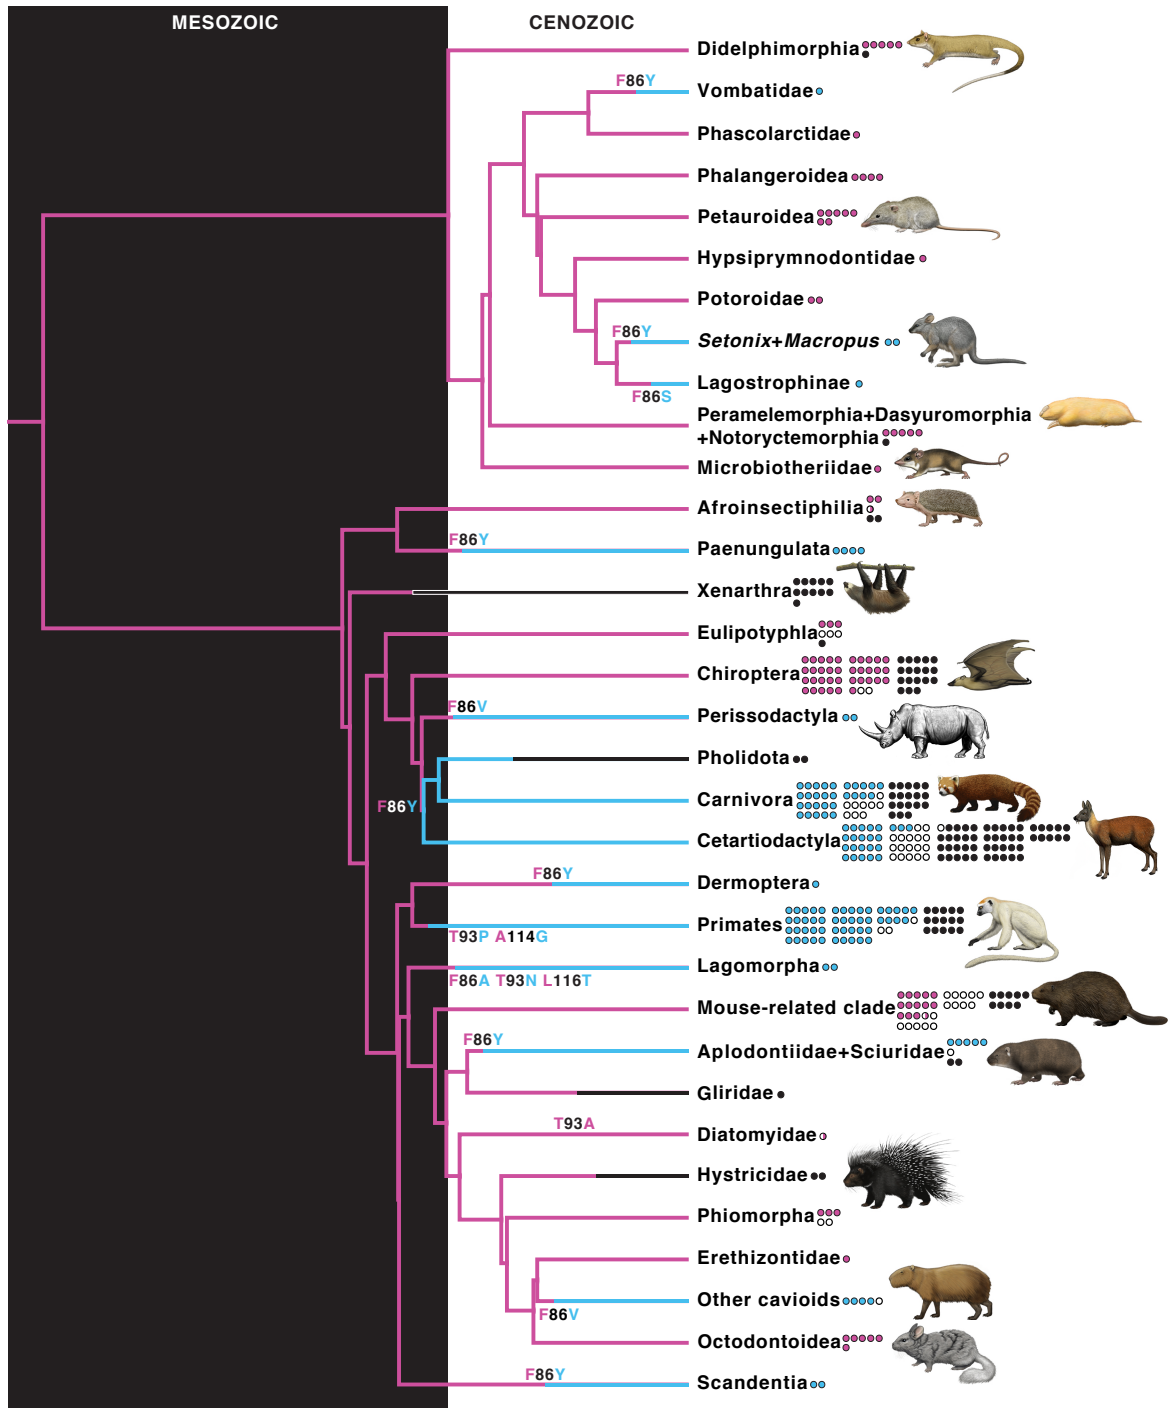 MESOZOIC CENOZOIC
Didelphimorphia
F86Y
Vombatidae
Phascolarctidae
Phalangeroidea
Petauroidea
Hypsiprymnodontidae
Potoroidae
F86Y
Setonix+Macropus
Lagostrophinae
F86S
Peramelemorphia+Dasyuromorphia
+Notoryctemorphia
Microbiotheriidae
Afroinsectiphilia
F86Y
Paenungulata
Xenarthra
Eulipotyphla
Chiroptera
F86V
Perissodactyla
Pholidota
Carnivora
F86Y
Cetartiodactyla
F86Y
Dermoptera
Primates
T93P A114G
Lagomorpha
F86A T93N L116T
Mouse-related clade
F86Y
Aplodontiidae+Sciuridae
Gliridae
T93A
Diatomyidae
Hystricidae
Phiomorpha
Erethizontidae
Other cavioids
F86V
Octodontoidea
F86Y
Scandentia